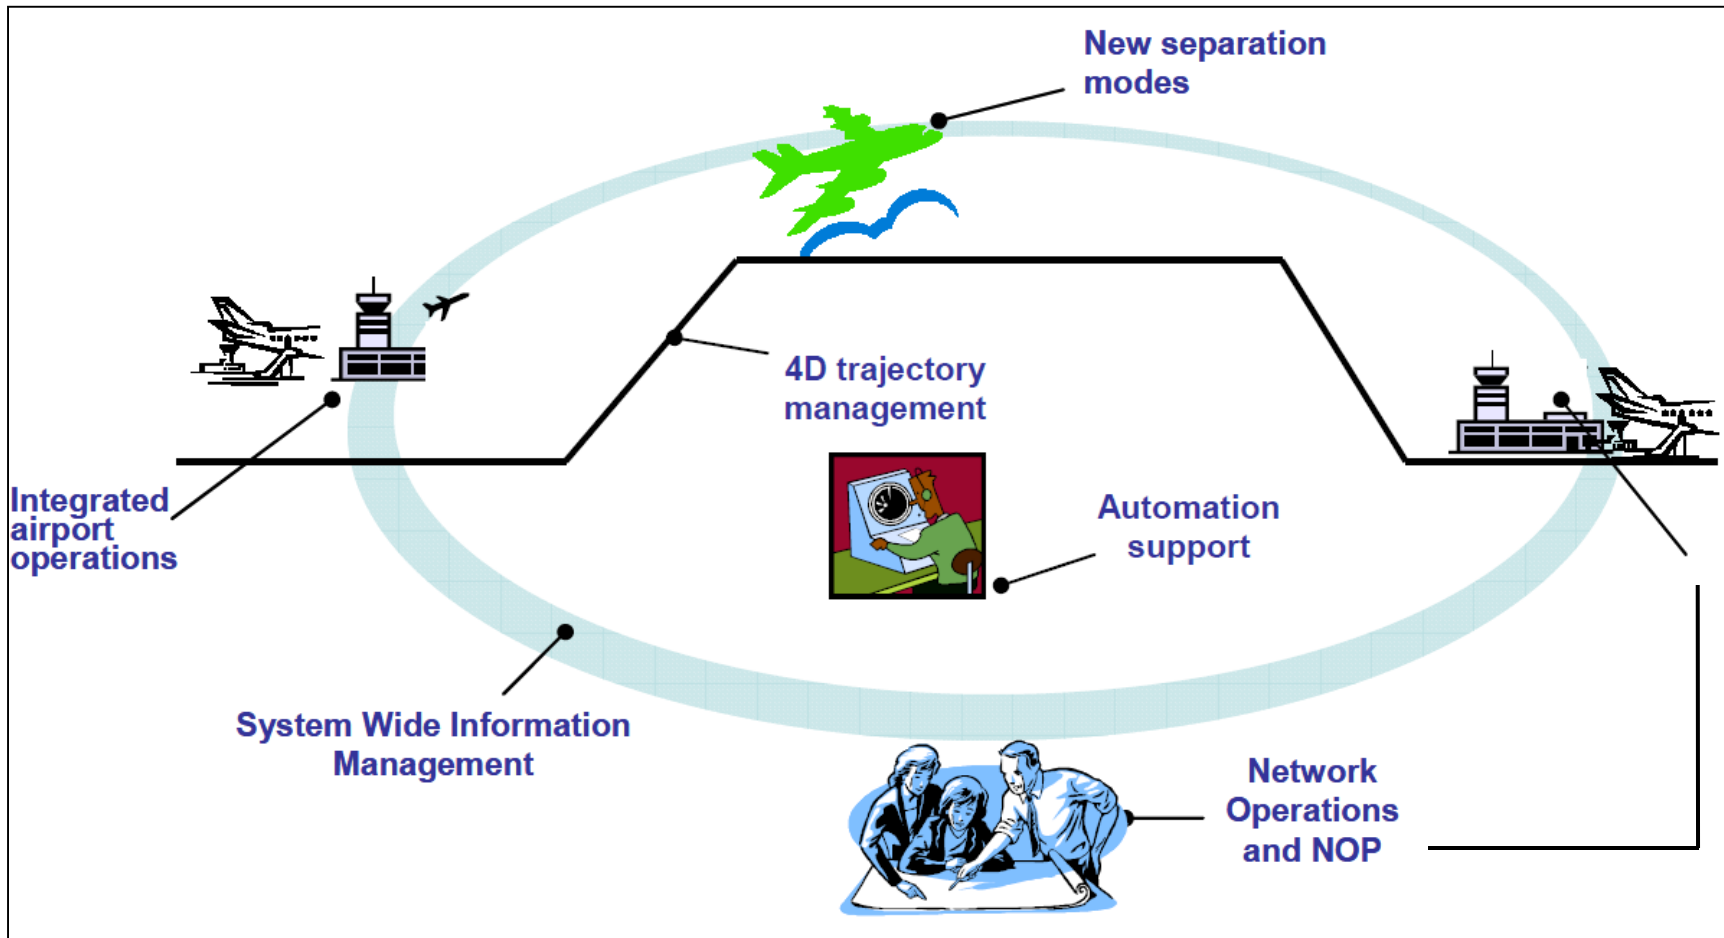 New separation
modes
4D trajectory
management
Integrated
airport
operations
Automation
support
System Wide Information
Management
Network
Operations
and NOP